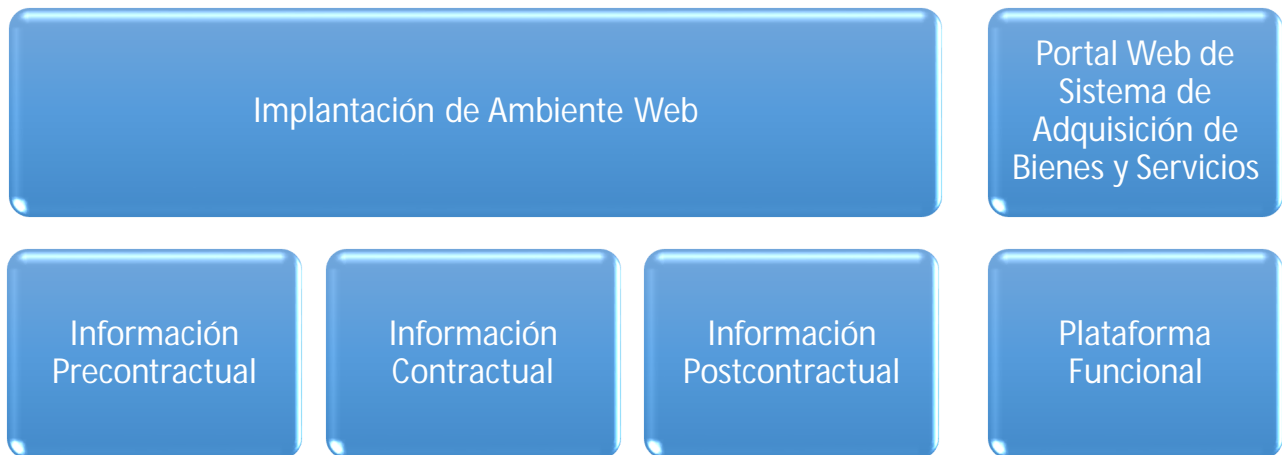 Implantación de Ambiente Web
Portal Web de
Sistema de
Adquisición de
Bienes y Servicios
Información
Precontractual
Información
Contractual
Información
Postcontractual
Plataforma
Funcional